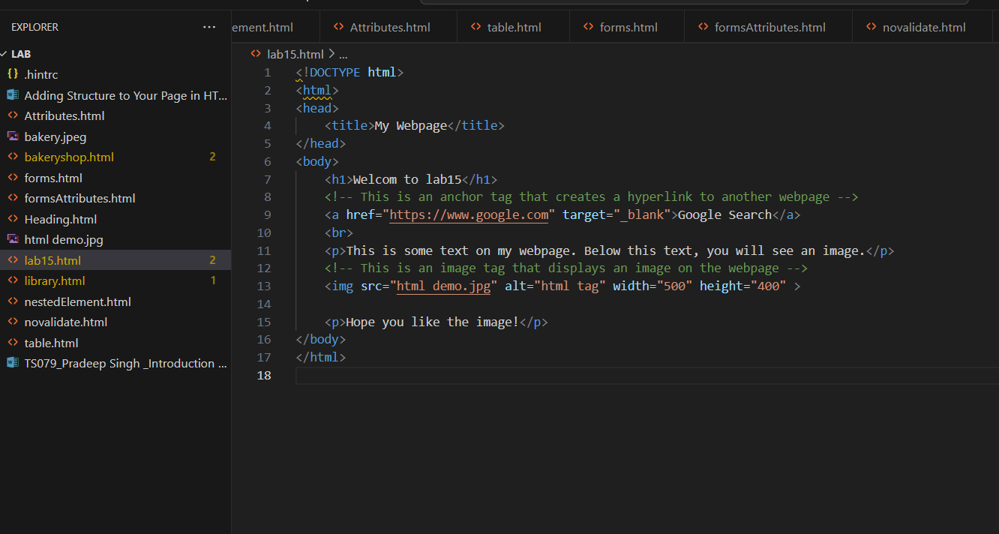 EXPLORER ...
LAB
{} .hintrc
Adding Structure to Your Page in HT...
<> Attributes.html
bakery.jpeg
<> bakeryshop.html 2
<> forms.html
<> formsAttributes.html
<> Heading.html
html demo.jpg
<> lab15.html 2
<> library.html 1
<> nestedElement.html
<> novalidate.html
<> table.html
TS079_Pradeep Singh _Introduction ...
ement.html <> Attributes.html <> table.html <> forms.html <> formsAttributes.html <> novalidate.html
<> lab15.html > ...
1 <!DOCTYPE html>
2 <html>
3 <head>
4 <title>My Webpage</title>
5 </head>
6 <body>
7 <h1>Welcom to lab15</h1>
8 <!-- This is an anchor tag that creates a hyperlink to another webpage -->
9 <a href="https://www.google.com" target="_blank">Google Search</a>
10 <br>
11 <p>This is some text on my webpage. Below this text, you will see an image.</p>
12 <!-- This is an image tag that displays an image on the webpage -->
13 <img src="html demo.jpg" alt="html tag" width="500" height="400" >
14
15 <p>Hope you like the image!</p>
16 </body>
17 </html>
18